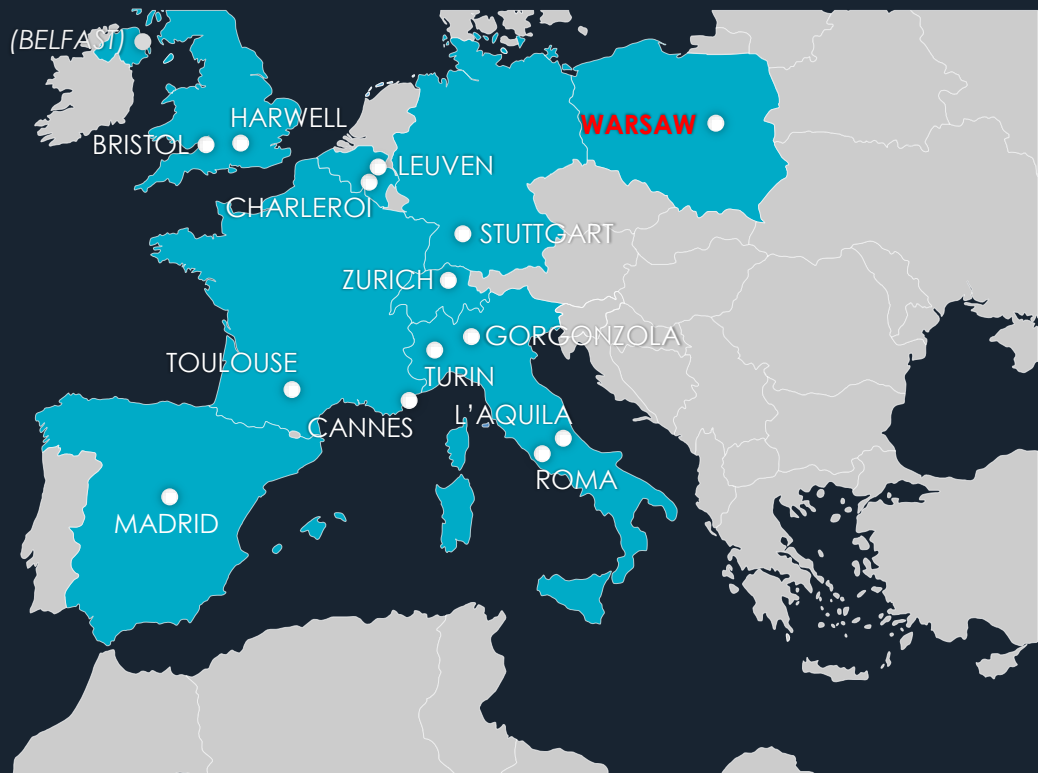 (BELFAST)
HARWELL
WARSAW
BRISTOL
LEUVEN
CHARLEROI
STUTTGART
ZURICH
GORGONZOLA
TOULOUSE
TURIN
L'AQUILA
CANNES
ROMA
MADRID